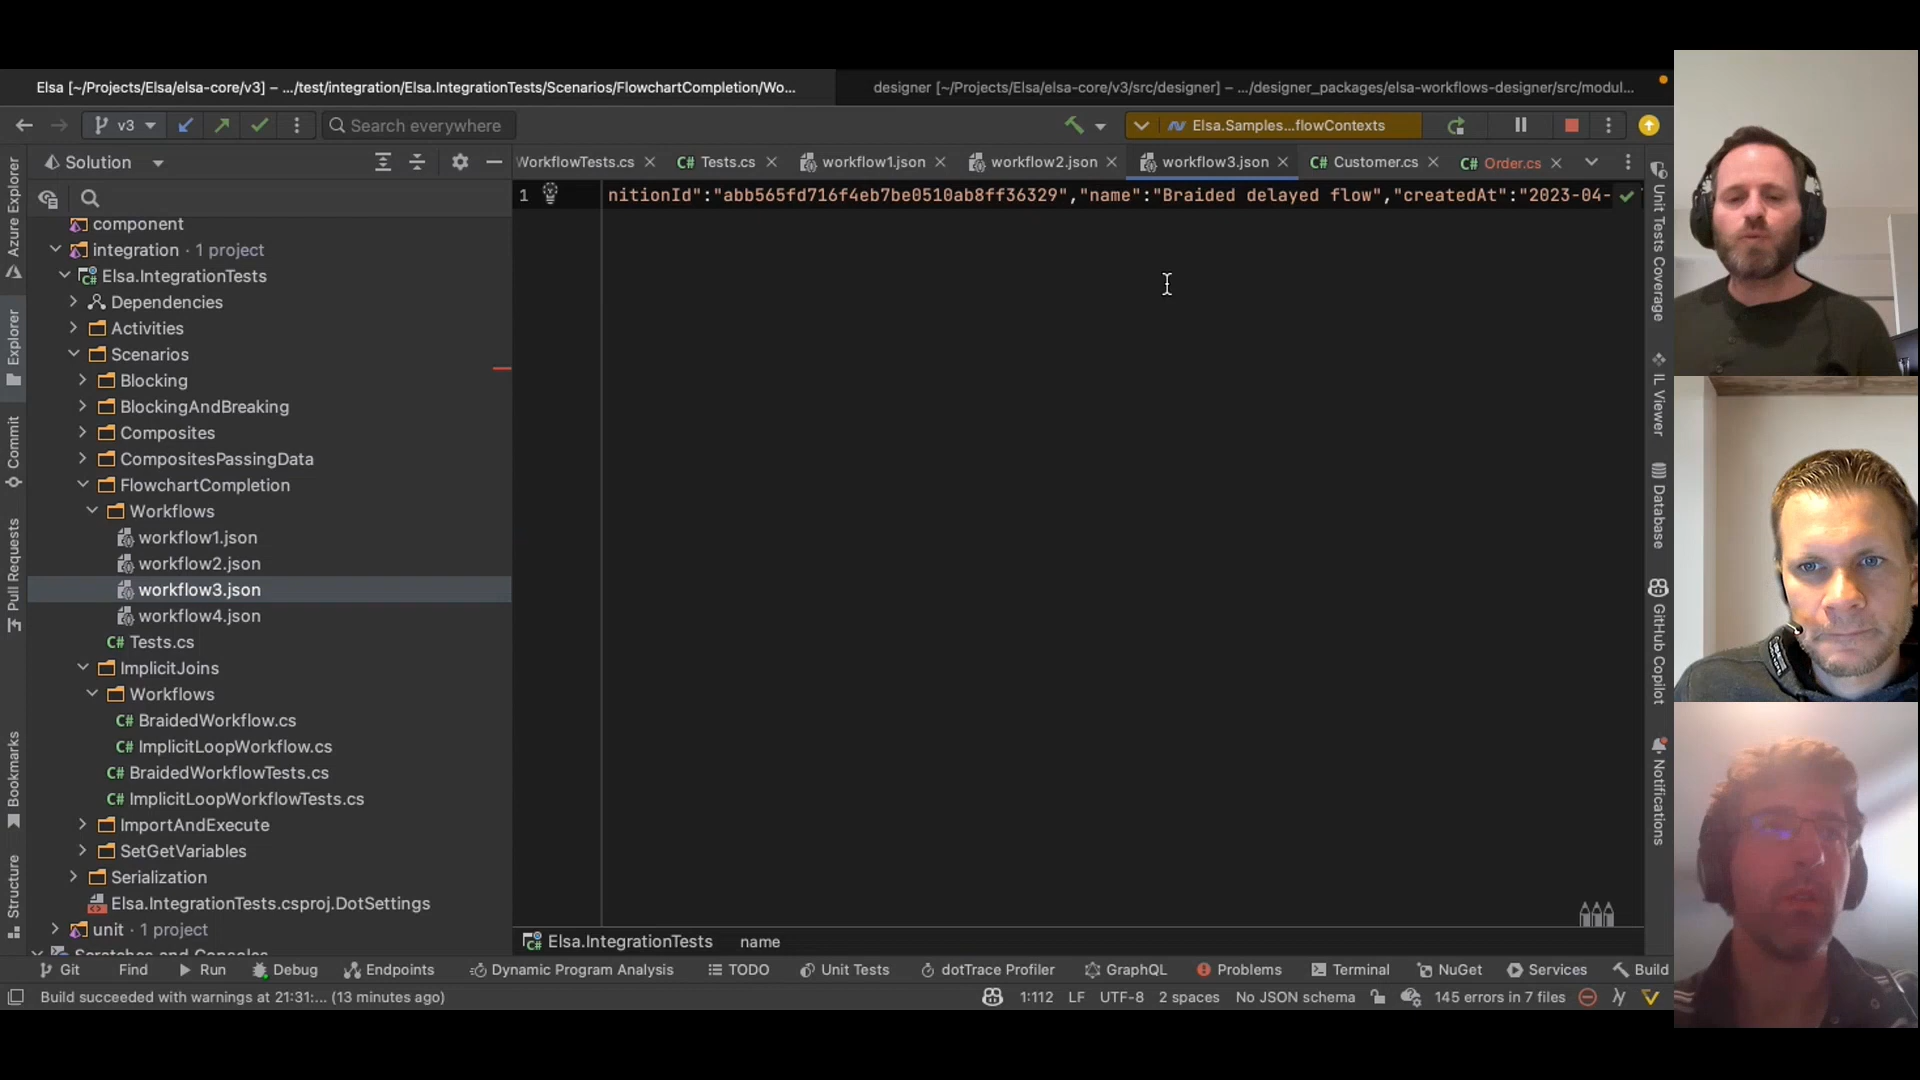 Elsa [~/Projects/Elsa/elsa-core/v3] – .../test/integration/Elsa.IntegrationTests/Scenarios/FlowchartCompletion/Wo...
designer [~/Projects/Elsa/elsa-core/v3/src/designer] – .../designer_packages/elsa-workflows-designer/src/modul...
v3
Search everywhere
Elsa.Samples...flowContexts
Solution
WorkflowTests.cs
C# Tests.cs
workflow1.json
workflow2.json
workflow3.json
C# Customer.cs
C# Order.cs
1
nitionId":"abb565fd716f4eb7be0510ab8ff36329","name":"Braided delayed flow","createdAt":"2023-04-
component
integration · 1 project
Elsa.IntegrationTests
Dependencies
Activities
Scenarios
Blocking
BlockingAndBreaking
Composites
CompositesPassingData
FlowchartCompletion
Workflows
workflow1.json
workflow2.json
workflow3.json
workflow4.json
C# Tests.cs
ImplicitJoins
Workflows
C# BraidedWorkflow.cs
C# ImplicitLoopWorkflow.cs
C# BraidedWorkflowTests.cs
C# ImplicitLoopWorkflowTests.cs
ImportAndExecute
SetGetVariables
Serialization
Elsa.IntegrationTests.csproj.DotSettings
unit · 1 project
Scratches and Consoles
Azure Explorer
Explorer
Commit
Pull Requests
Bookmarks
Structure
Unit Tests Coverage
IL Viewer
Database
GitHub Copilot
Notifications
Elsa.IntegrationTests
name
Git
Find
Run
Debug
Endpoints
Dynamic Program Analysis
TODO
Unit Tests
dotTrace Profiler
GraphQL
Problems
Terminal
NuGet
Services
Build
Build succeeded with warnings at 21:31:... (13 minutes ago)
1:112
LF
UTF-8
2 spaces
No JSON schema
145 errors in 7 files